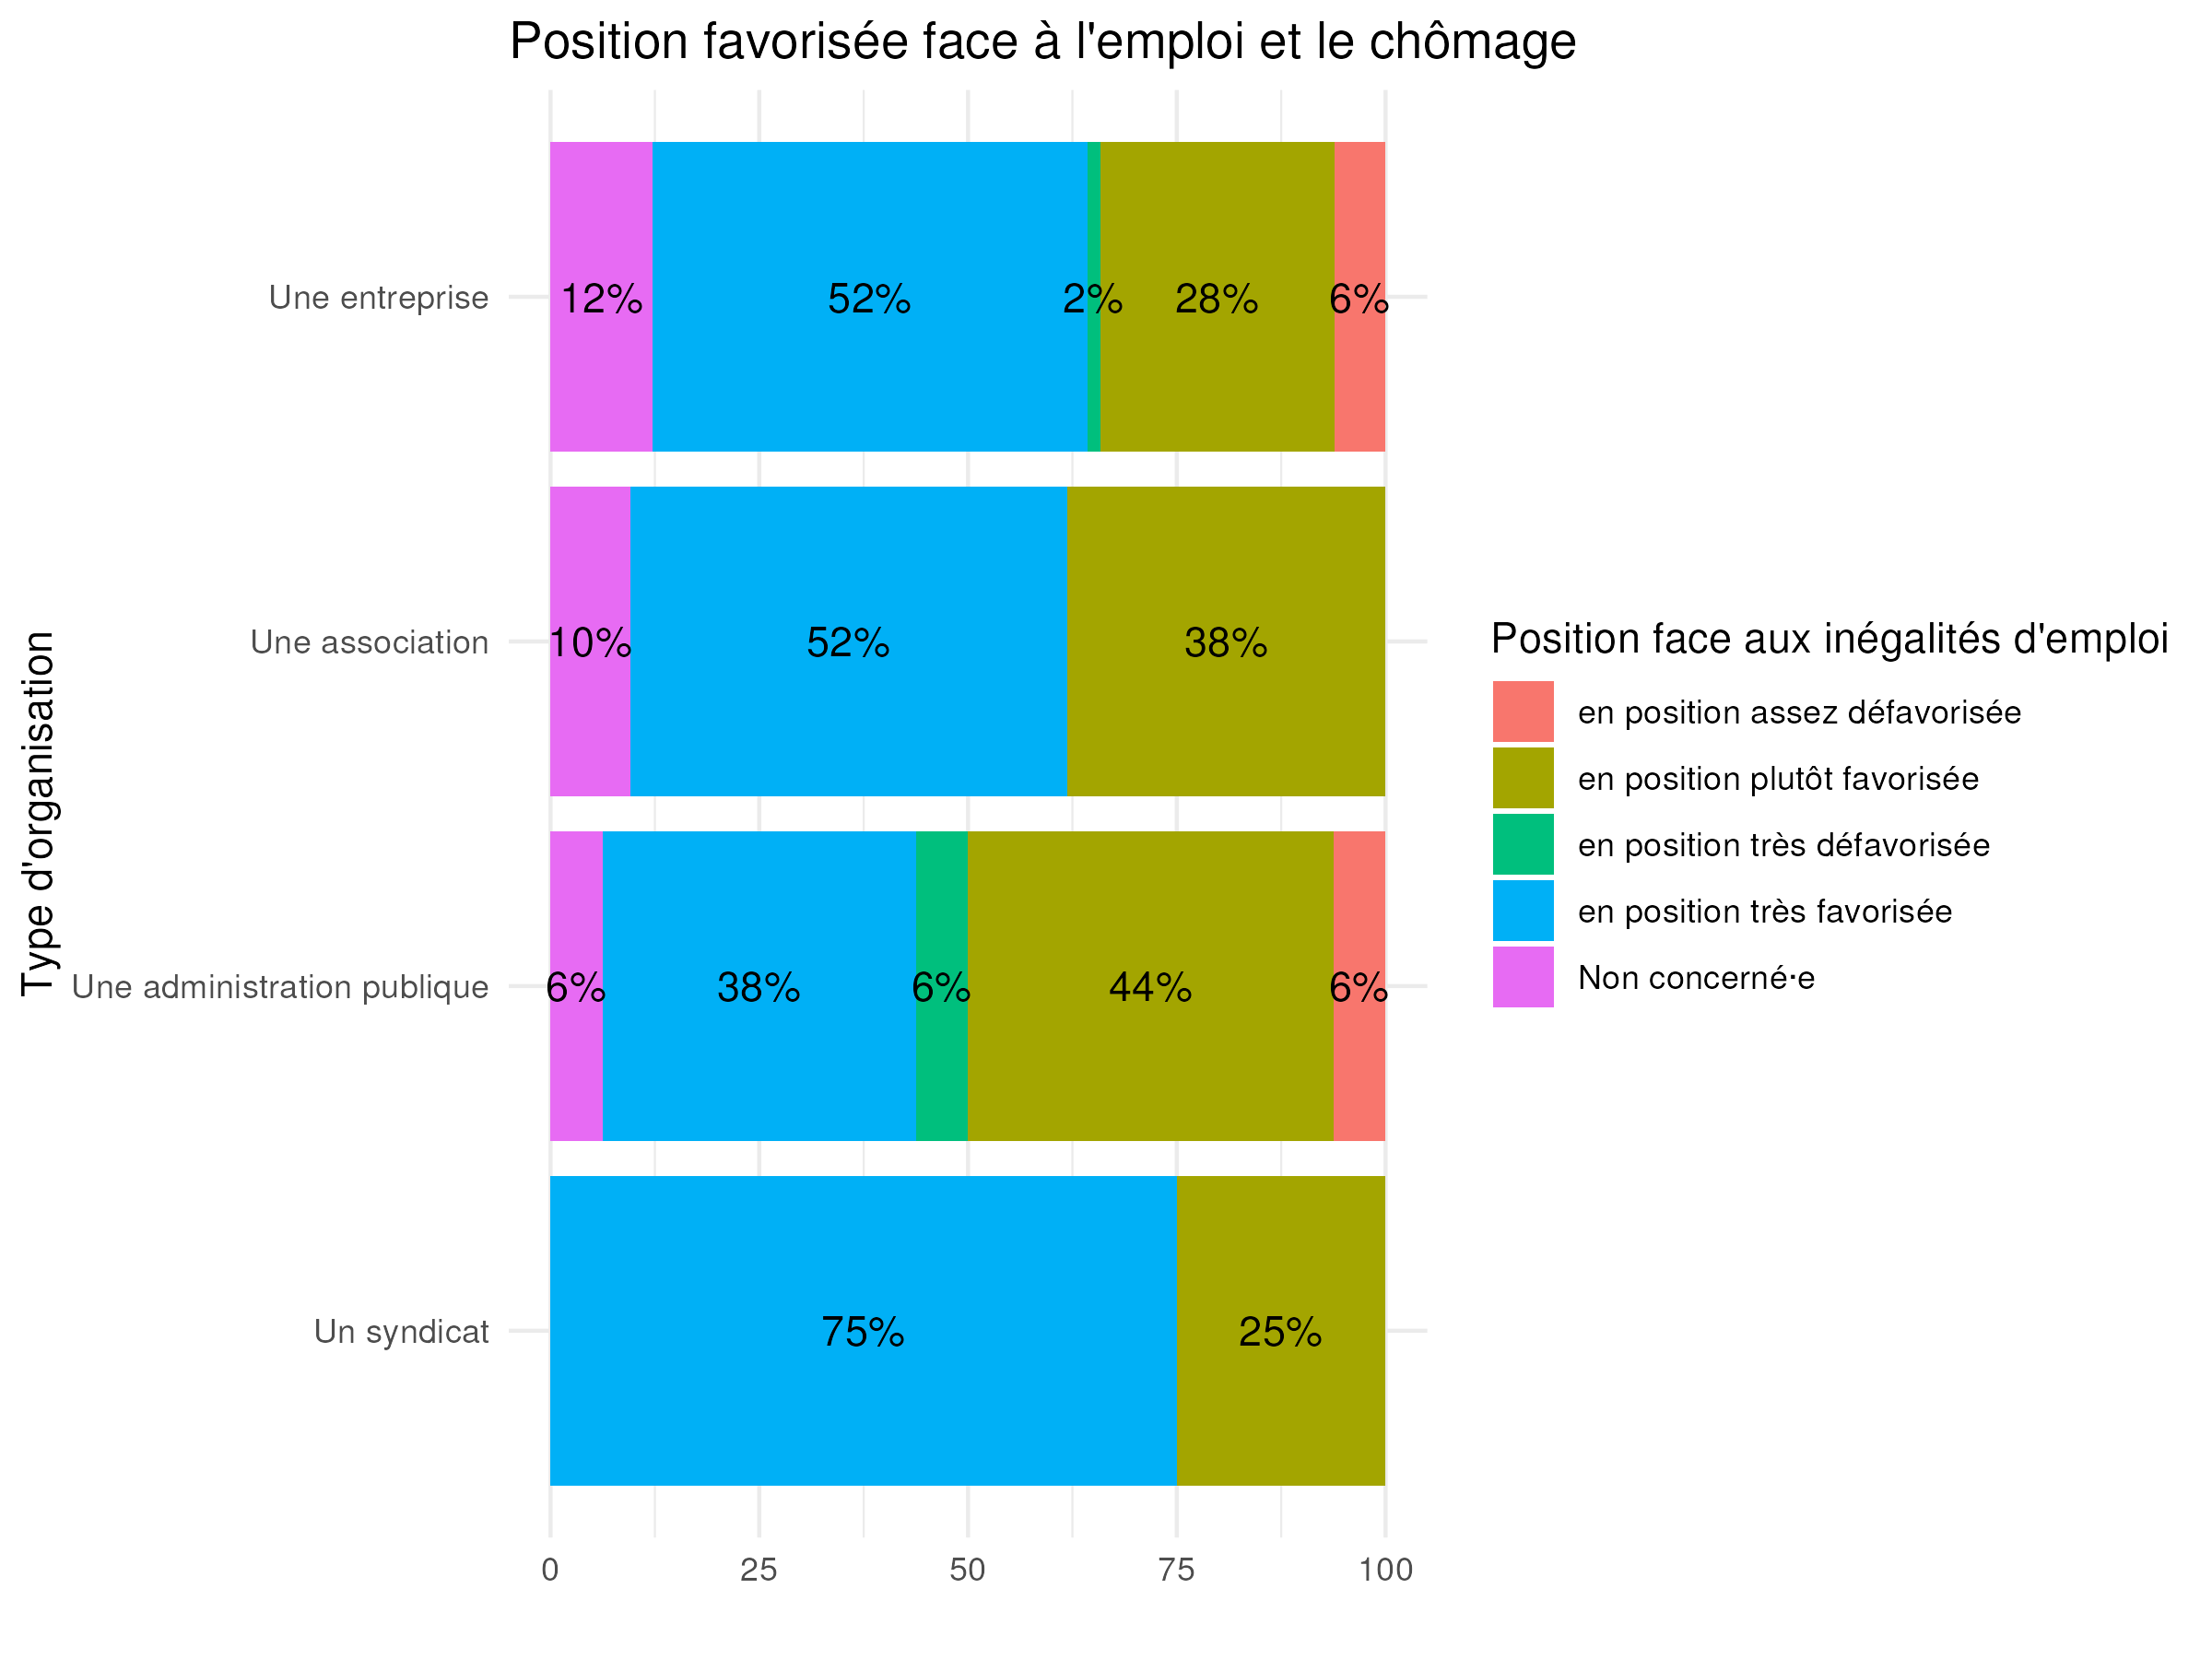 Position favorisée face à l'emploi et le chômage
Type d'organisation
Une entreprise
12%
52%
2%
28%
6%
Une association
10%
52%
38%
Une administration publique
6%
38%
6%
44%
6%
Un syndicat
75%
25%
0
25
50
75
100
Position face aux inégalités d'emploi
en position assez défavorisée
en position plutôt favorisée
en position très défavorisée
en position très favorisée
Non concerné·e